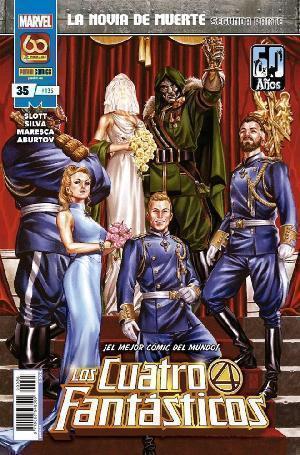 MARVEL
LA NOVIA DE MUERTE SEGUNDA PARTE
60
PANINI COMICS
35
#135
60
Años
SLOTT
SILVA
MARESCA
ABURTOV
¡EL MEJOR CÓMIC DEL MUNDO!
LOS
4
CUATRO
FANTÁSTICOS